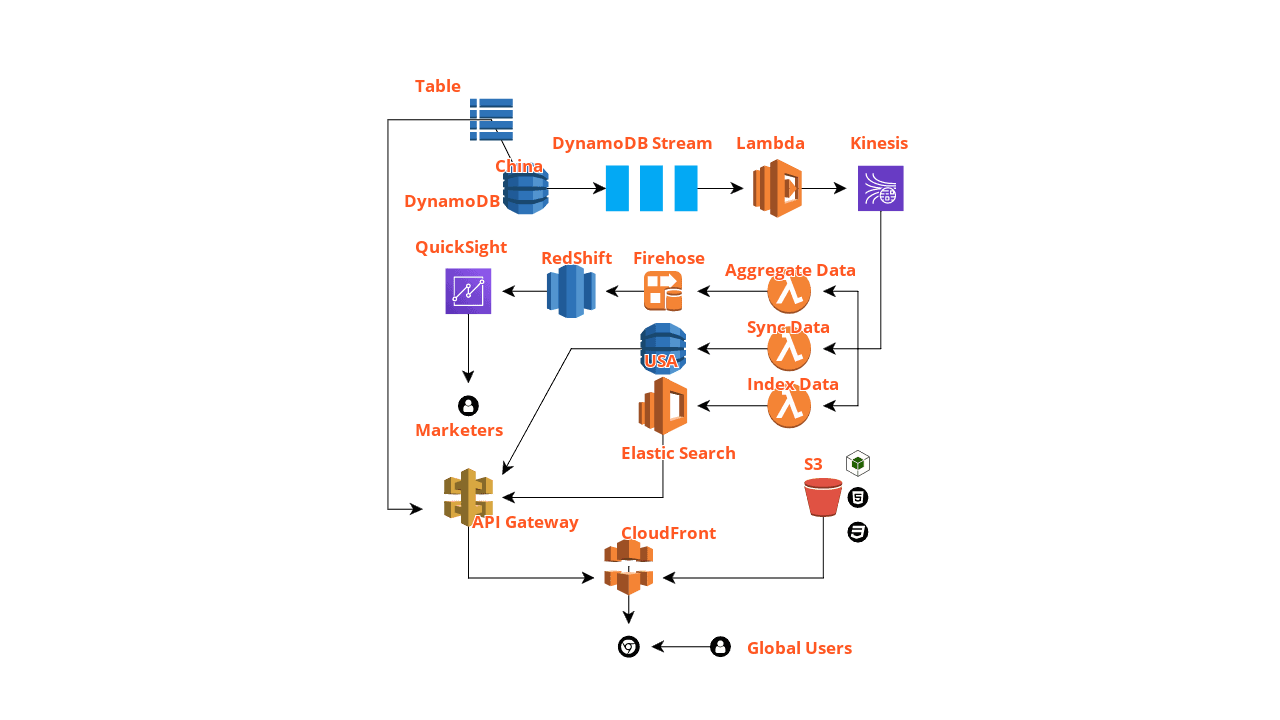 Table
DynamoDB Stream
Lambda
Kinesis
China
DynamoDB
QuickSight
RedShift
Firehose
Aggregate Data
Sync Data
USA
Index Data
Marketers
Elastic Search
S3
API Gateway
CloudFront
Global Users